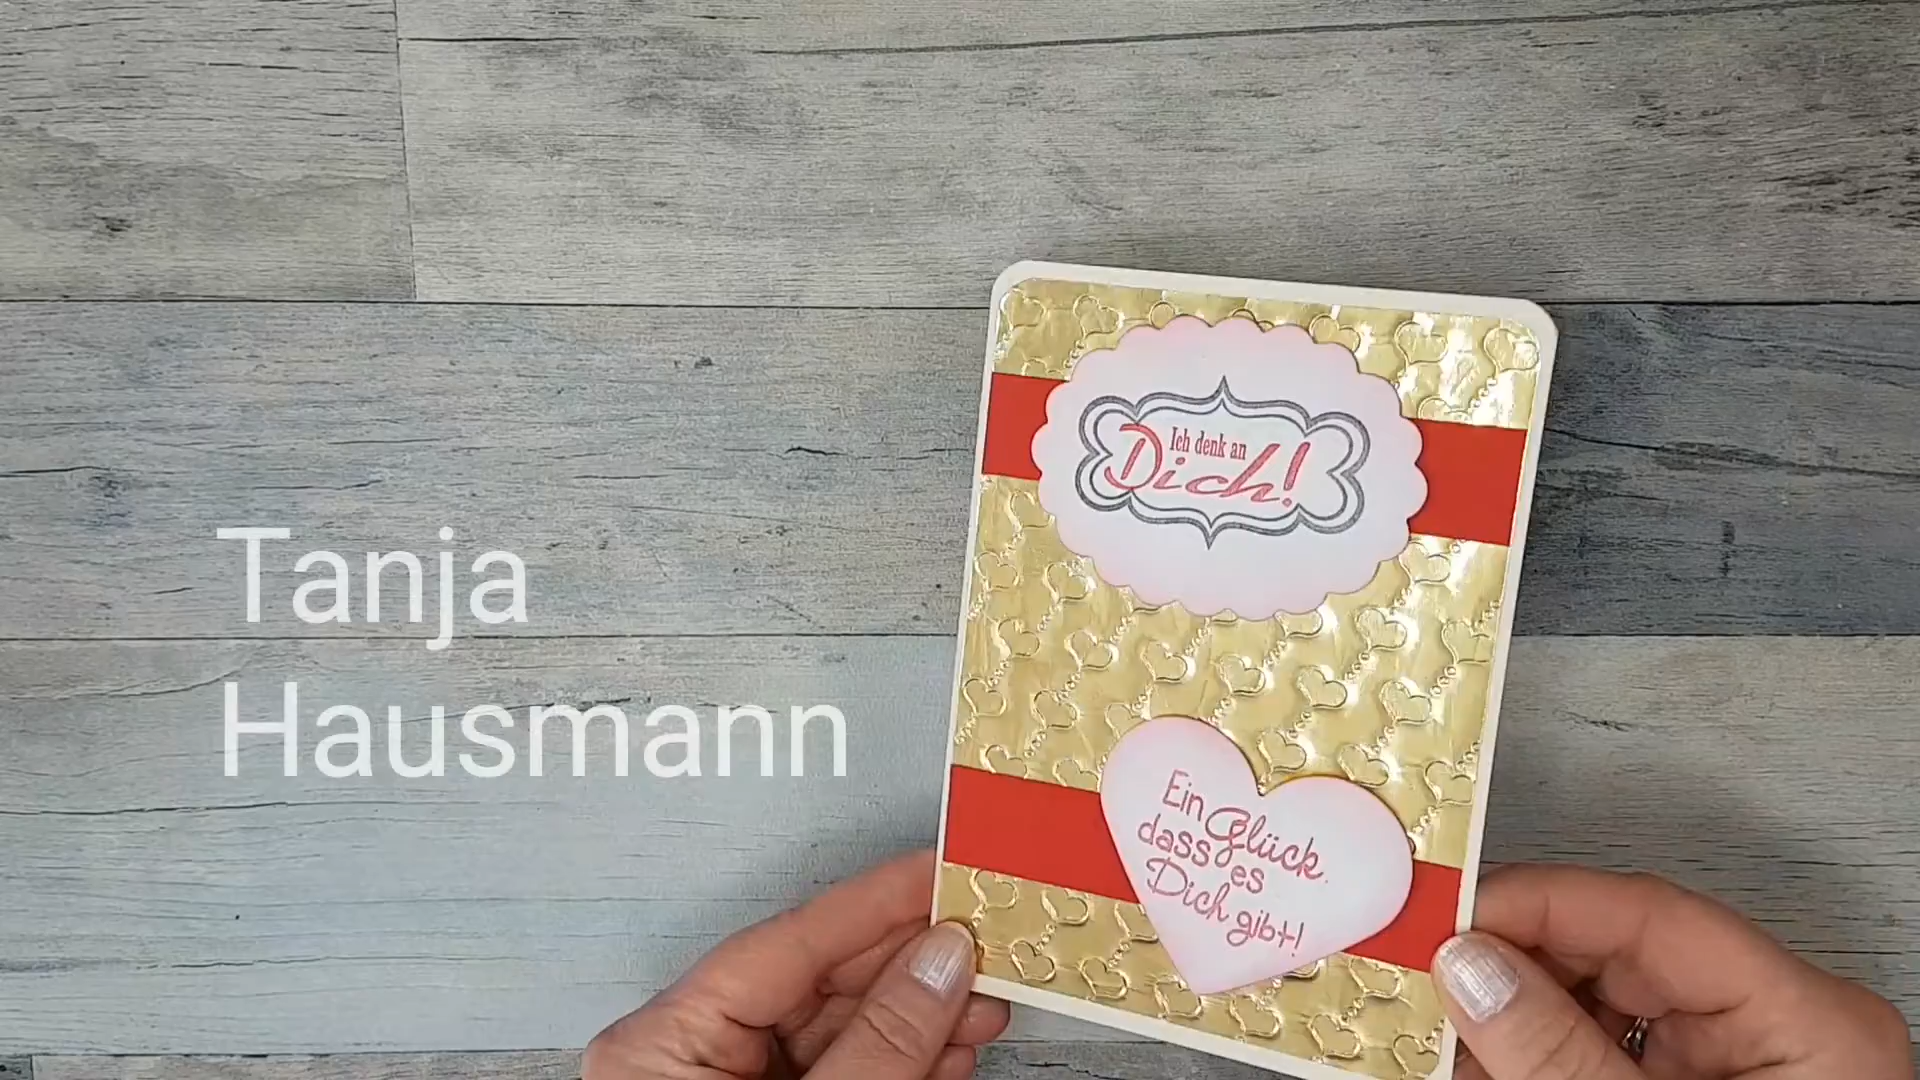 Tanja
Hausmann
Ich denk an
Dich!
Ein Glück,
dass es
Dich gibt!